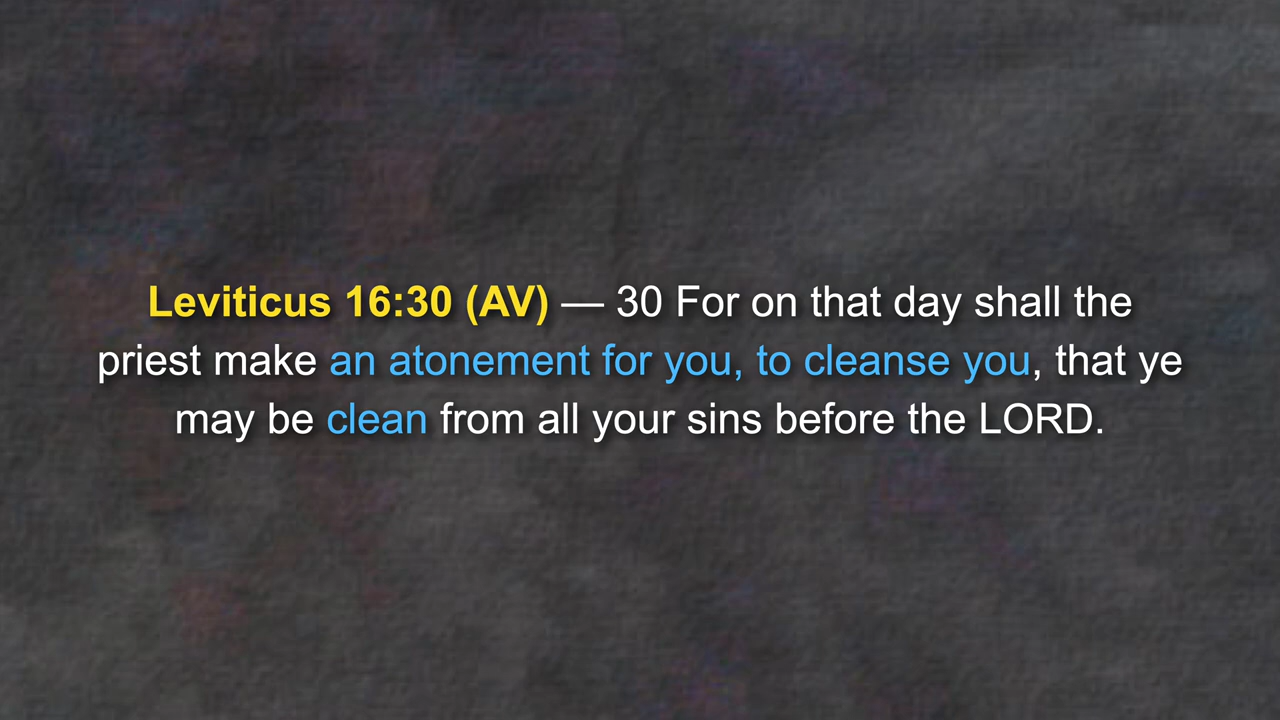 Leviticus 16:30 (AV) — 30 For on that day shall the
priest make an atonement for you, to cleanse you, that ye
may be clean from all your sins before the LORD.